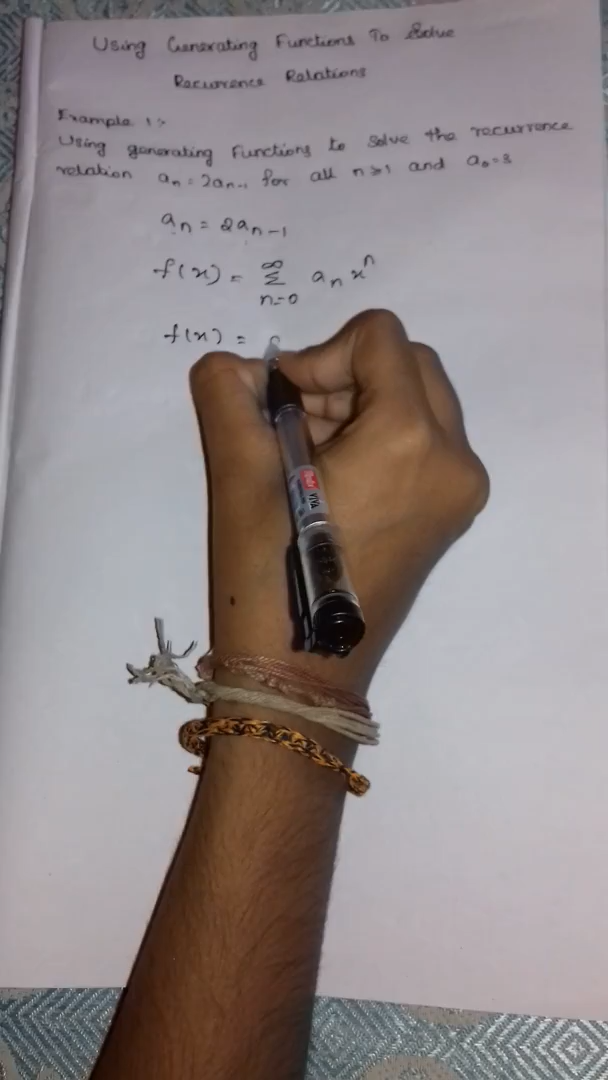 Using Generating Functions To Solve
Recurrence Relations
Example 1:-
Using generating Functions to Solve the recurrence
relation aₙ = 2aₙ₋₁ for all n≥1 and a₀=3
aₙ = 2aₙ₋₁
f(x) = ∞ Σ n=0 aₙ xⁿ
f(x) =
VIVA